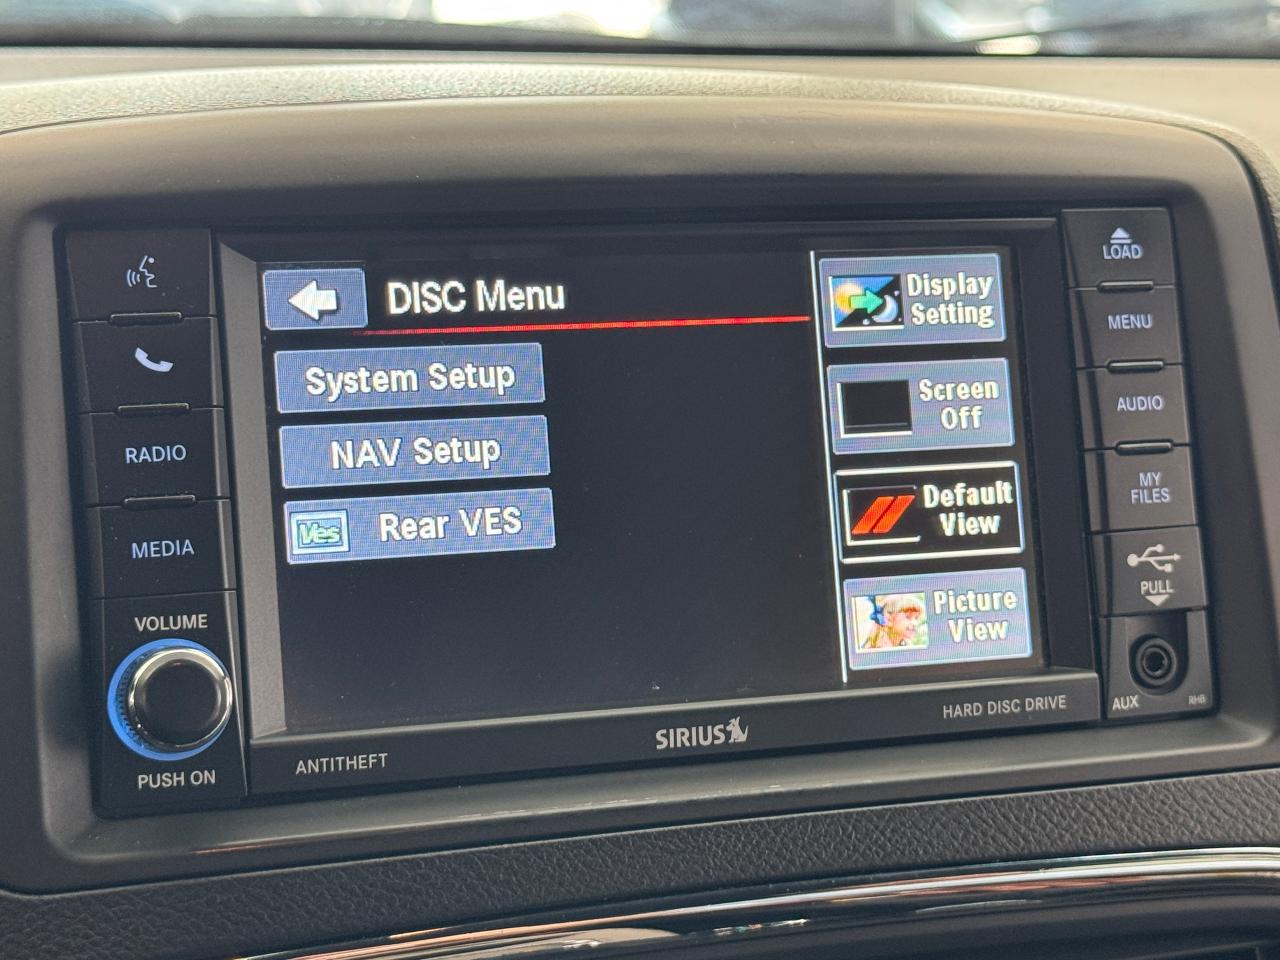 DISC Menu
System Setup
NAV Setup
Ves
Rear VES
Display
Setting
Screen
Off
Default
View
Picture
View
RADIO
MEDIA
VOLUME
PUSH ON
ANTITHEFT
SIRIUS
HARD DISC DRIVE
LOAD
MENU
AUDIO
MY
FILES
PULL
AUX
RHB